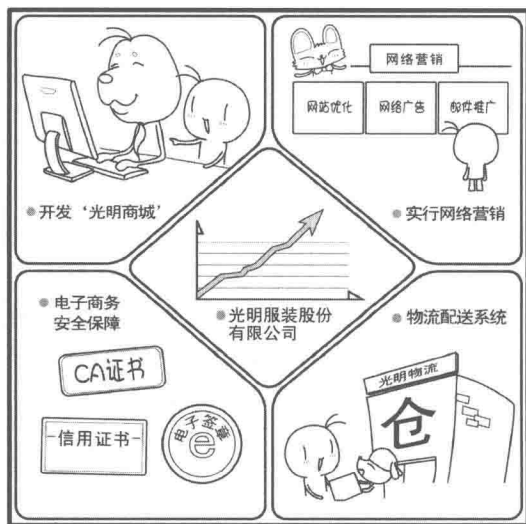 网络营销
网站优化
网络广告
邮件推广
开发‘光明商城’
实行网络营销
光明服装股份
有限公司
电子商务
安全保障
CA证书
信用证书
电子签章
e
物流配送系统
光明物流
仓